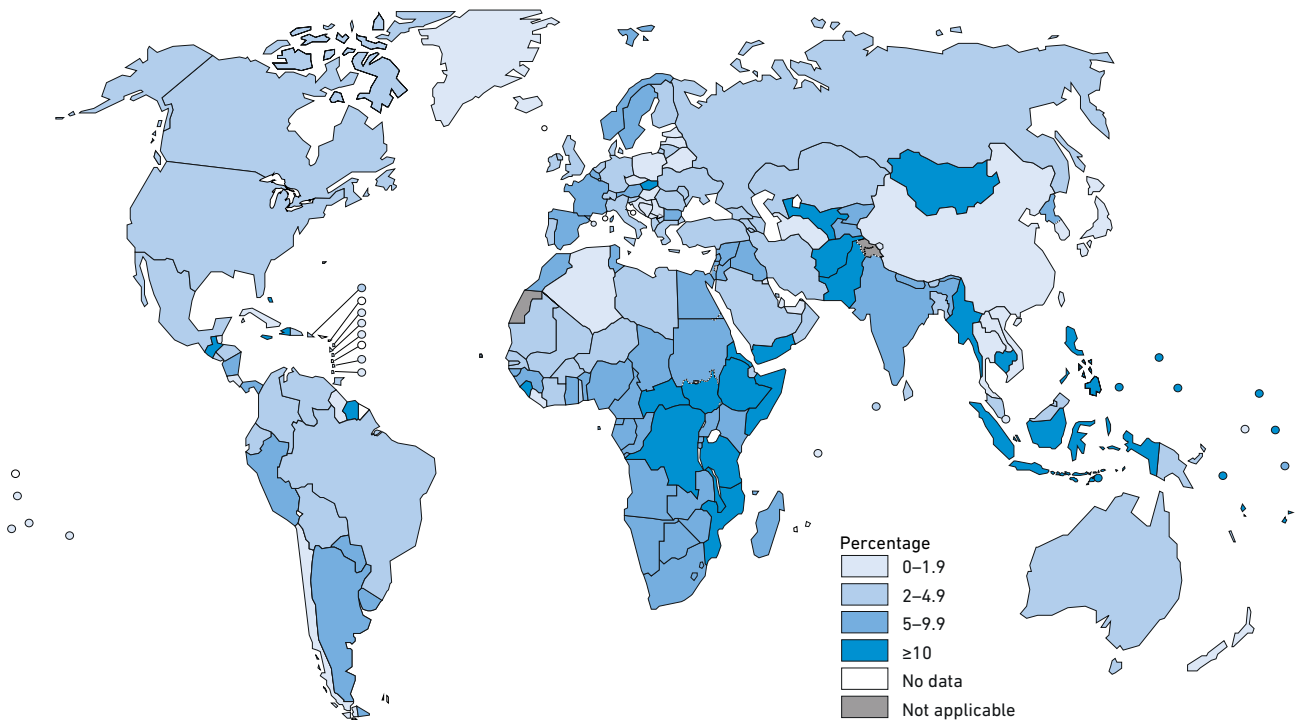 Percentage
0–1.9
2–4.9
5–9.9
≥10
No data
Not applicable